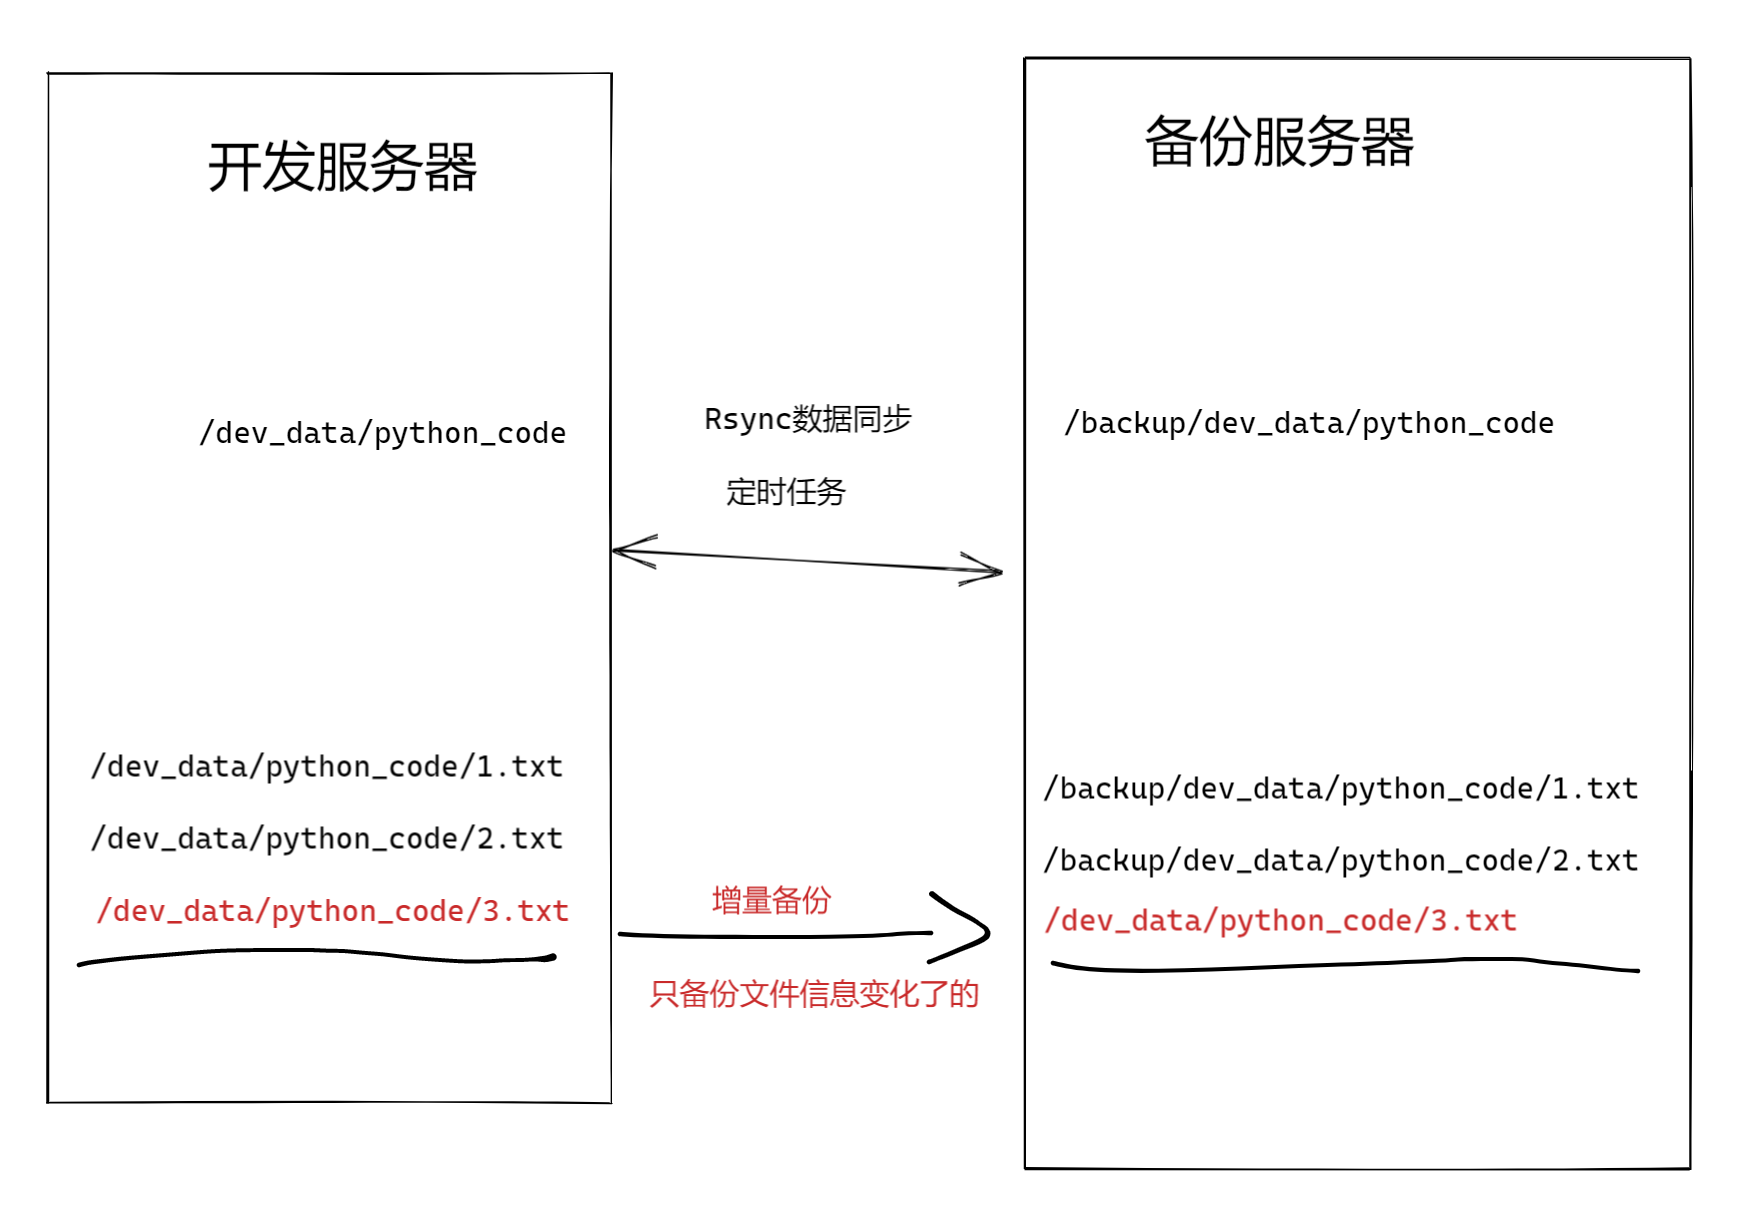 开发服务器
备份服务器
/dev_data/python_code
Rsync数据同步
定时任务
/backup/dev_data/python_code
/dev_data/python_code/1.txt
/dev_data/python_code/2.txt
/dev_data/python_code/3.txt
增量备份
只备份文件信息变化了的
/backup/dev_data/python_code/1.txt
/backup/dev_data/python_code/2.txt
/dev_data/python_code/3.txt